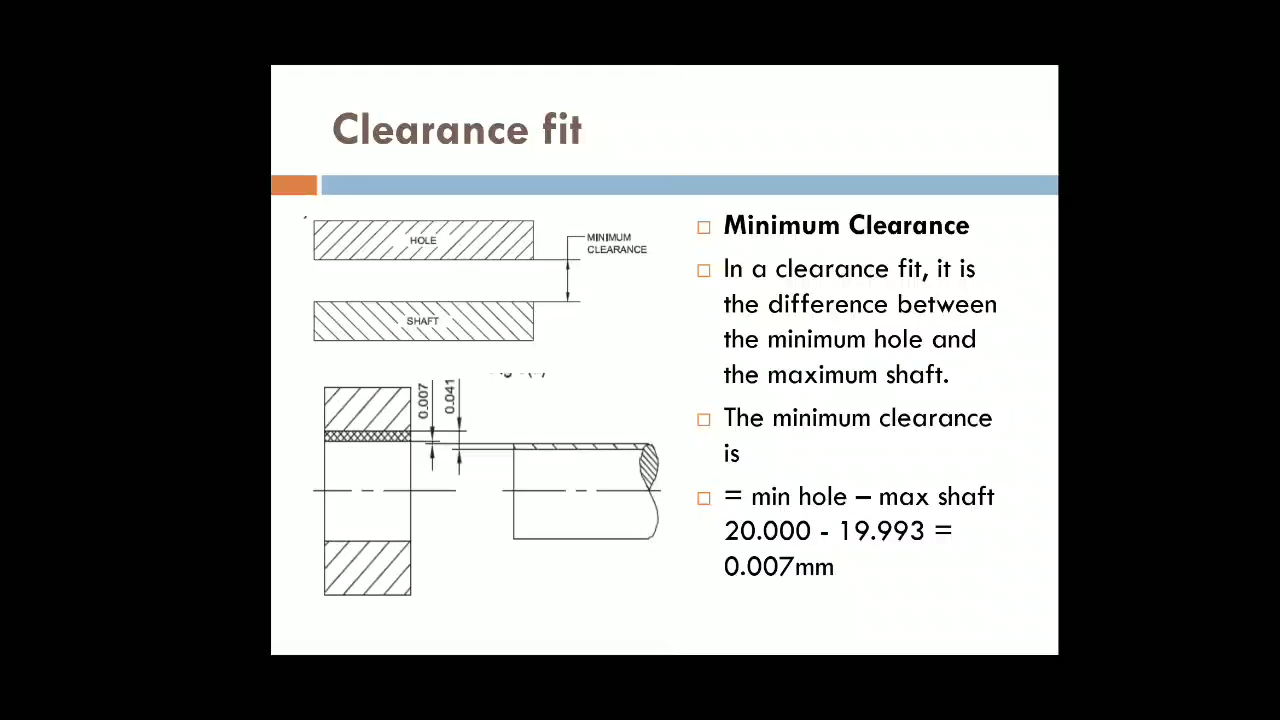 Clearance fit
HOLE
MINIMUM
CLEARANCE
SHAFT
0.007
0.041
Minimum Clearance
In a clearance fit, it is
the difference between
the minimum hole and
the maximum shaft.
The minimum clearance
is
= min hole – max shaft
20.000 - 19.993 =
0.007mm